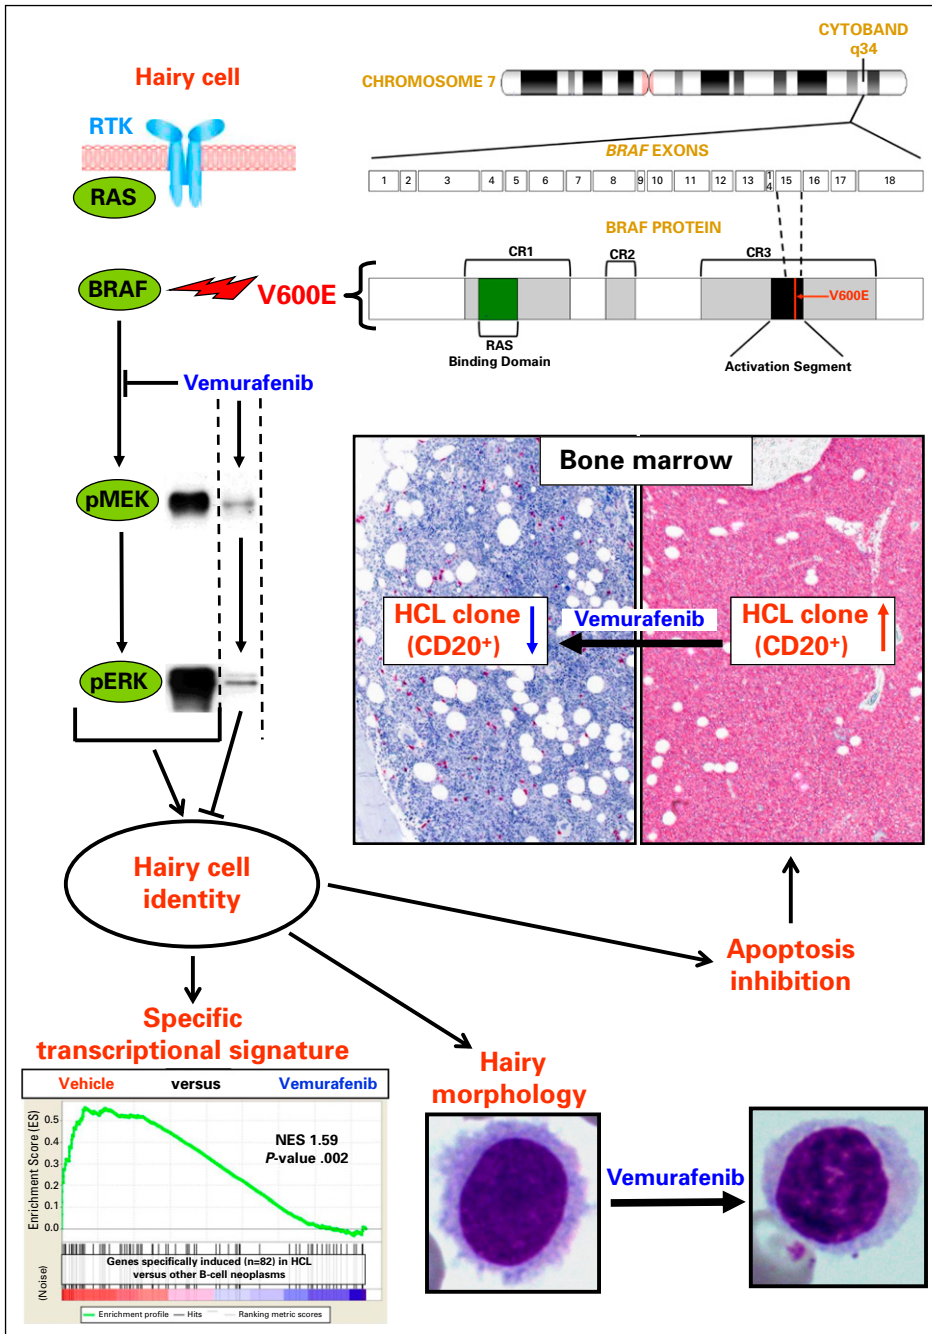 CYTOBAND
q34
Hairy cell
CHROMOSOME 7
RTK
BRAF EXONS
1 2 3 4 5 6 7 8 9 10 11 12 13 14 15 16 17 18
RAS
BRAF PROTEIN
CR1 CR2 CR3
BRAF
V600E
V600E
RAS
Binding Domain
Activation Segment
Vemurafenib
Bone marrow
pMEK
HCL clone
(CD20+)
Vemurafenib
HCL clone
(CD20+)
pERK
Hairy cell
identity
Apoptosis
inhibition
Specific
transcriptional signature
Hairy
morphology
Vehicle versus Vemurafenib
Enrichment Score (ES)
0.5
0.4
0.3
0.2
0.1
0.0
NES 1.59
P-value .002
Vemurafenib
(Noise)
Genes specifically induced (n=82) in HCL
versus other B-cell neoplasms
Enrichment profile Hits Ranking metric scores